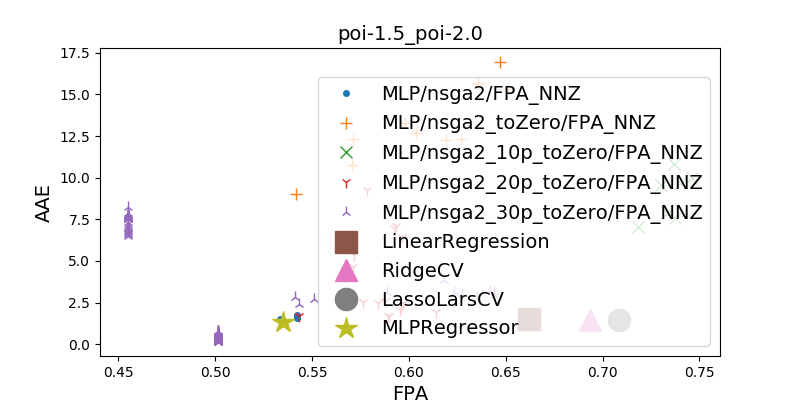 poi-1.5_poi-2.0
17.5
15.0
12.5
10.0
7.5
5.0
2.5
0.0
AAE
MLP/nsga2/FPA_NNZ
MLP/nsga2_toZero/FPA_NNZ
MLP/nsga2_10p_toZero/FPA_NNZ
MLP/nsga2_20p_toZero/FPA_NNZ
MLP/nsga2_30p_toZero/FPA_NNZ
LinearRegression
RidgeCV
LassoLarsCV
MLPRegressor
0.45 0.50 0.55 0.60 0.65 0.70 0.75
FPA